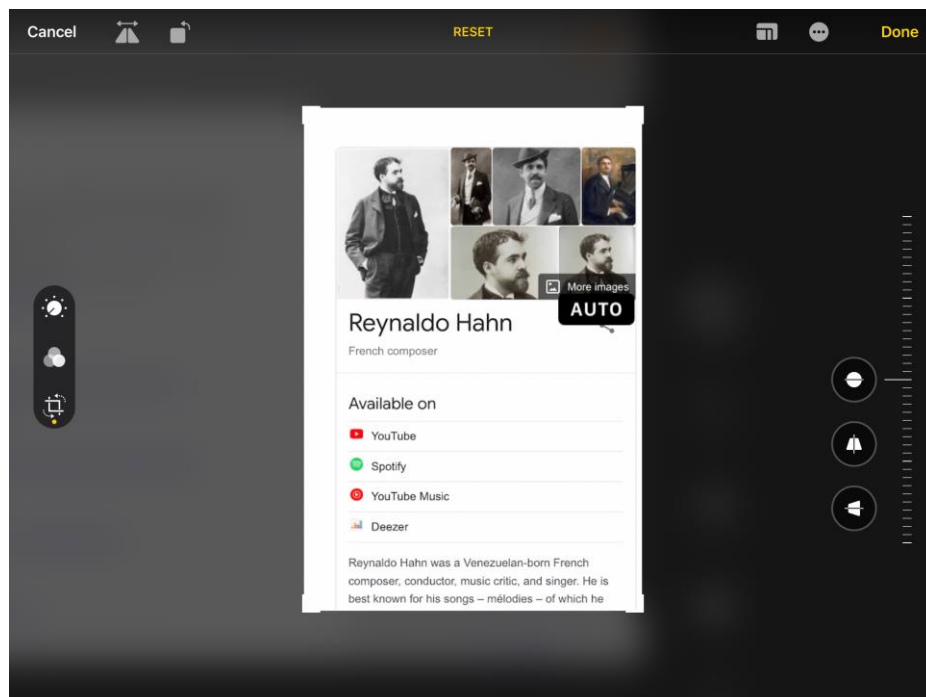 Cancel
RESET
Done
More images
AUTO
Reynaldo Hahn
French composer
Available on
YouTube
Spotify
YouTube Music
Deezer
Reynaldo Hahn was a Venezuelan-born French
composer, conductor, music critic, and singer. He is
best known for his songs – mélodies – of which he